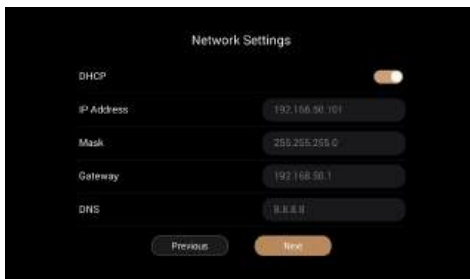 Network Settings
DHCP
IP Address 192.168.50.101
Mask 255.255.255.0
Gateway 192.168.50.1
DNS 8.8.8.8
Previous Next